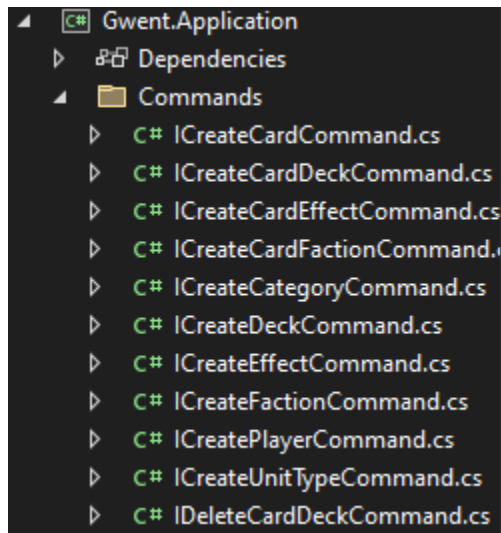 C# Gwent.Application
Dependencies
Commands
C# ICreateCardCommand.cs
C# ICreateCardDeckCommand.cs
C# ICreateCardEffectCommand.cs
C# ICreateCardFactionCommand.
C# ICreateCategoryCommand.cs
C# ICreateDeckCommand.cs
C# ICreateEffectCommand.cs
C# ICreateFactionCommand.cs
C# ICreatePlayerCommand.cs
C# ICreateUnitTypeCommand.cs
C# IDeleteCardDeckCommand.cs